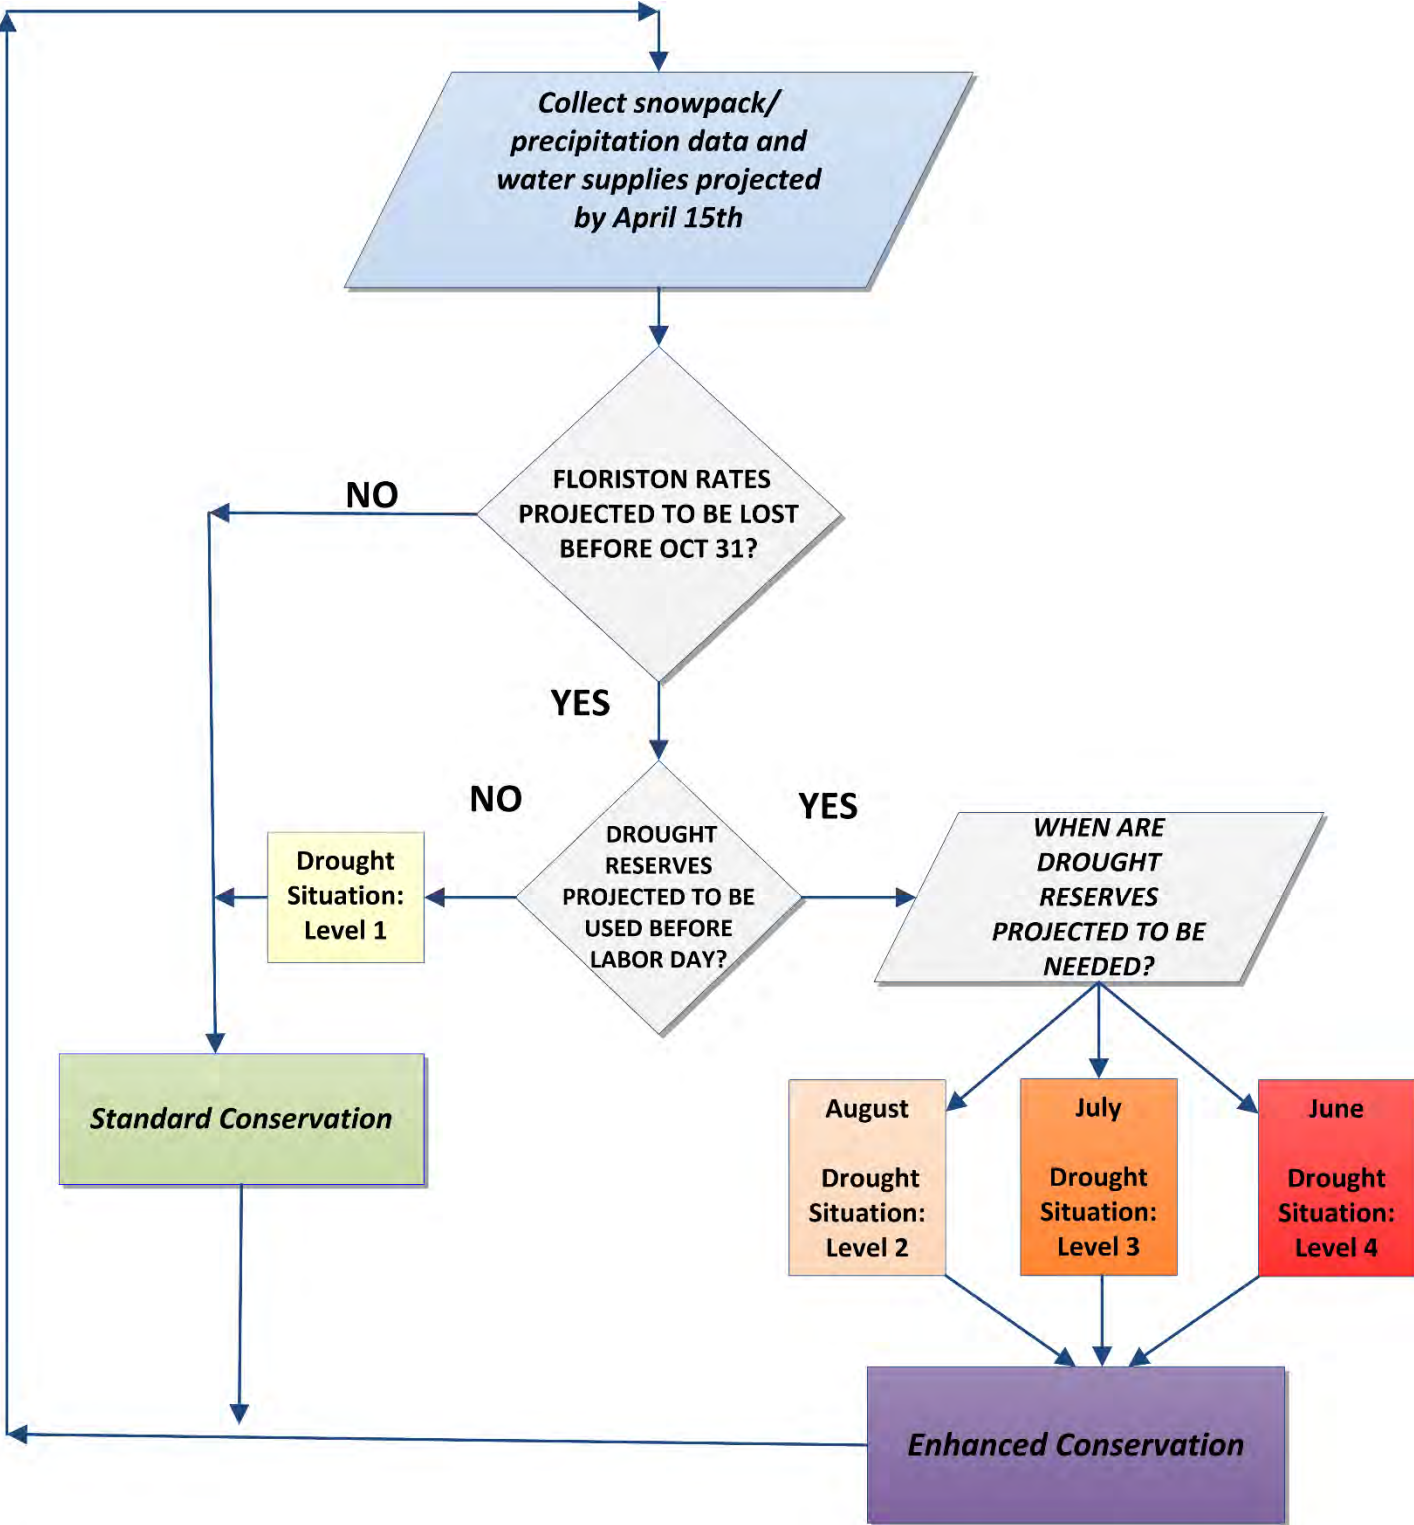 Collect snowpack/
precipitation data and
water supplies projected
by April 15th
FLORISTON RATES
PROJECTED TO BE LOST
BEFORE OCT 31?
NO
YES
NO
YES
DROUGHT
RESERVES
PROJECTED TO BE
USED BEFORE
LABOR DAY?
Drought
Situation:
Level 1
WHEN ARE
DROUGHT
RESERVES
PROJECTED TO BE
NEEDED?
Standard Conservation
August
Drought
Situation:
Level 2
July
Drought
Situation:
Level 3
June
Drought
Situation:
Level 4
Enhanced Conservation